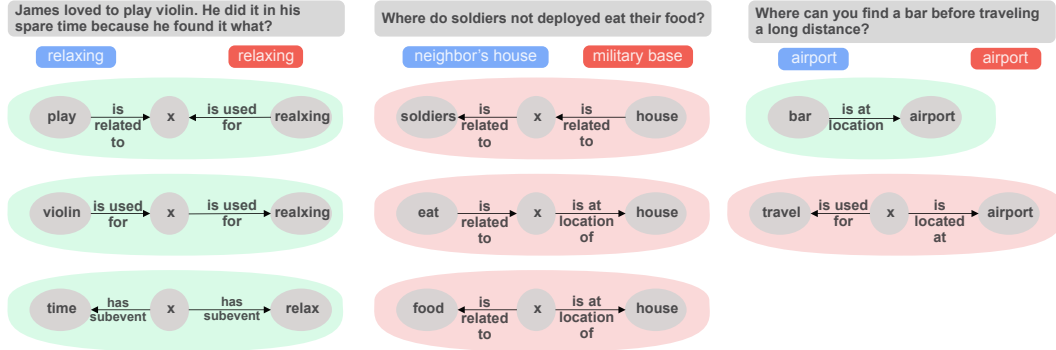 James loved to play violin. He did it in his
spare time because he found it what?
relaxing
relaxing
play
is
related
to
x
is used
for
realxing
violin
is used
for
x
is used
for
realxing
time
has
subevent
x
has
subevent
relax
Where do soldiers not deployed eat their food?
neighbor's house
military base
soldiers
is
related
to
x
is
related
to
house
eat
is
related
to
x
is at
location
of
house
food
is
related
to
x
is at
location
of
house
Where can you find a bar before traveling
a long distance?
airport
airport
bar
is at
location
airport
travel
is used
for
x
is
located
at
airport